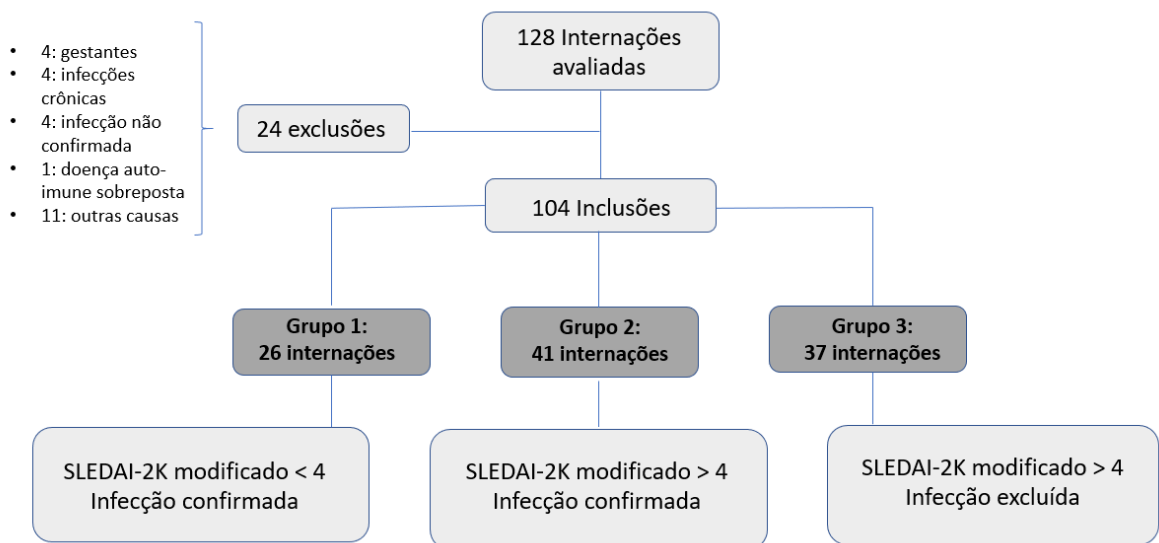 128 Internações
avaliadas
• 4: gestantes
• 4: infecções
crônicas
• 4: infecção não
confirmada
• 1: doença auto-
imune sobreposta
• 11: outras causas
24 exclusões
104 Inclusões
Grupo 1:
26 internações
Grupo 2:
41 internações
Grupo 3:
37 internações
SLEDAI-2K modificado < 4
Infecção confirmada
SLEDAI-2K modificado > 4
Infecção confirmada
SLEDAI-2K modificado > 4
Infecção excluída